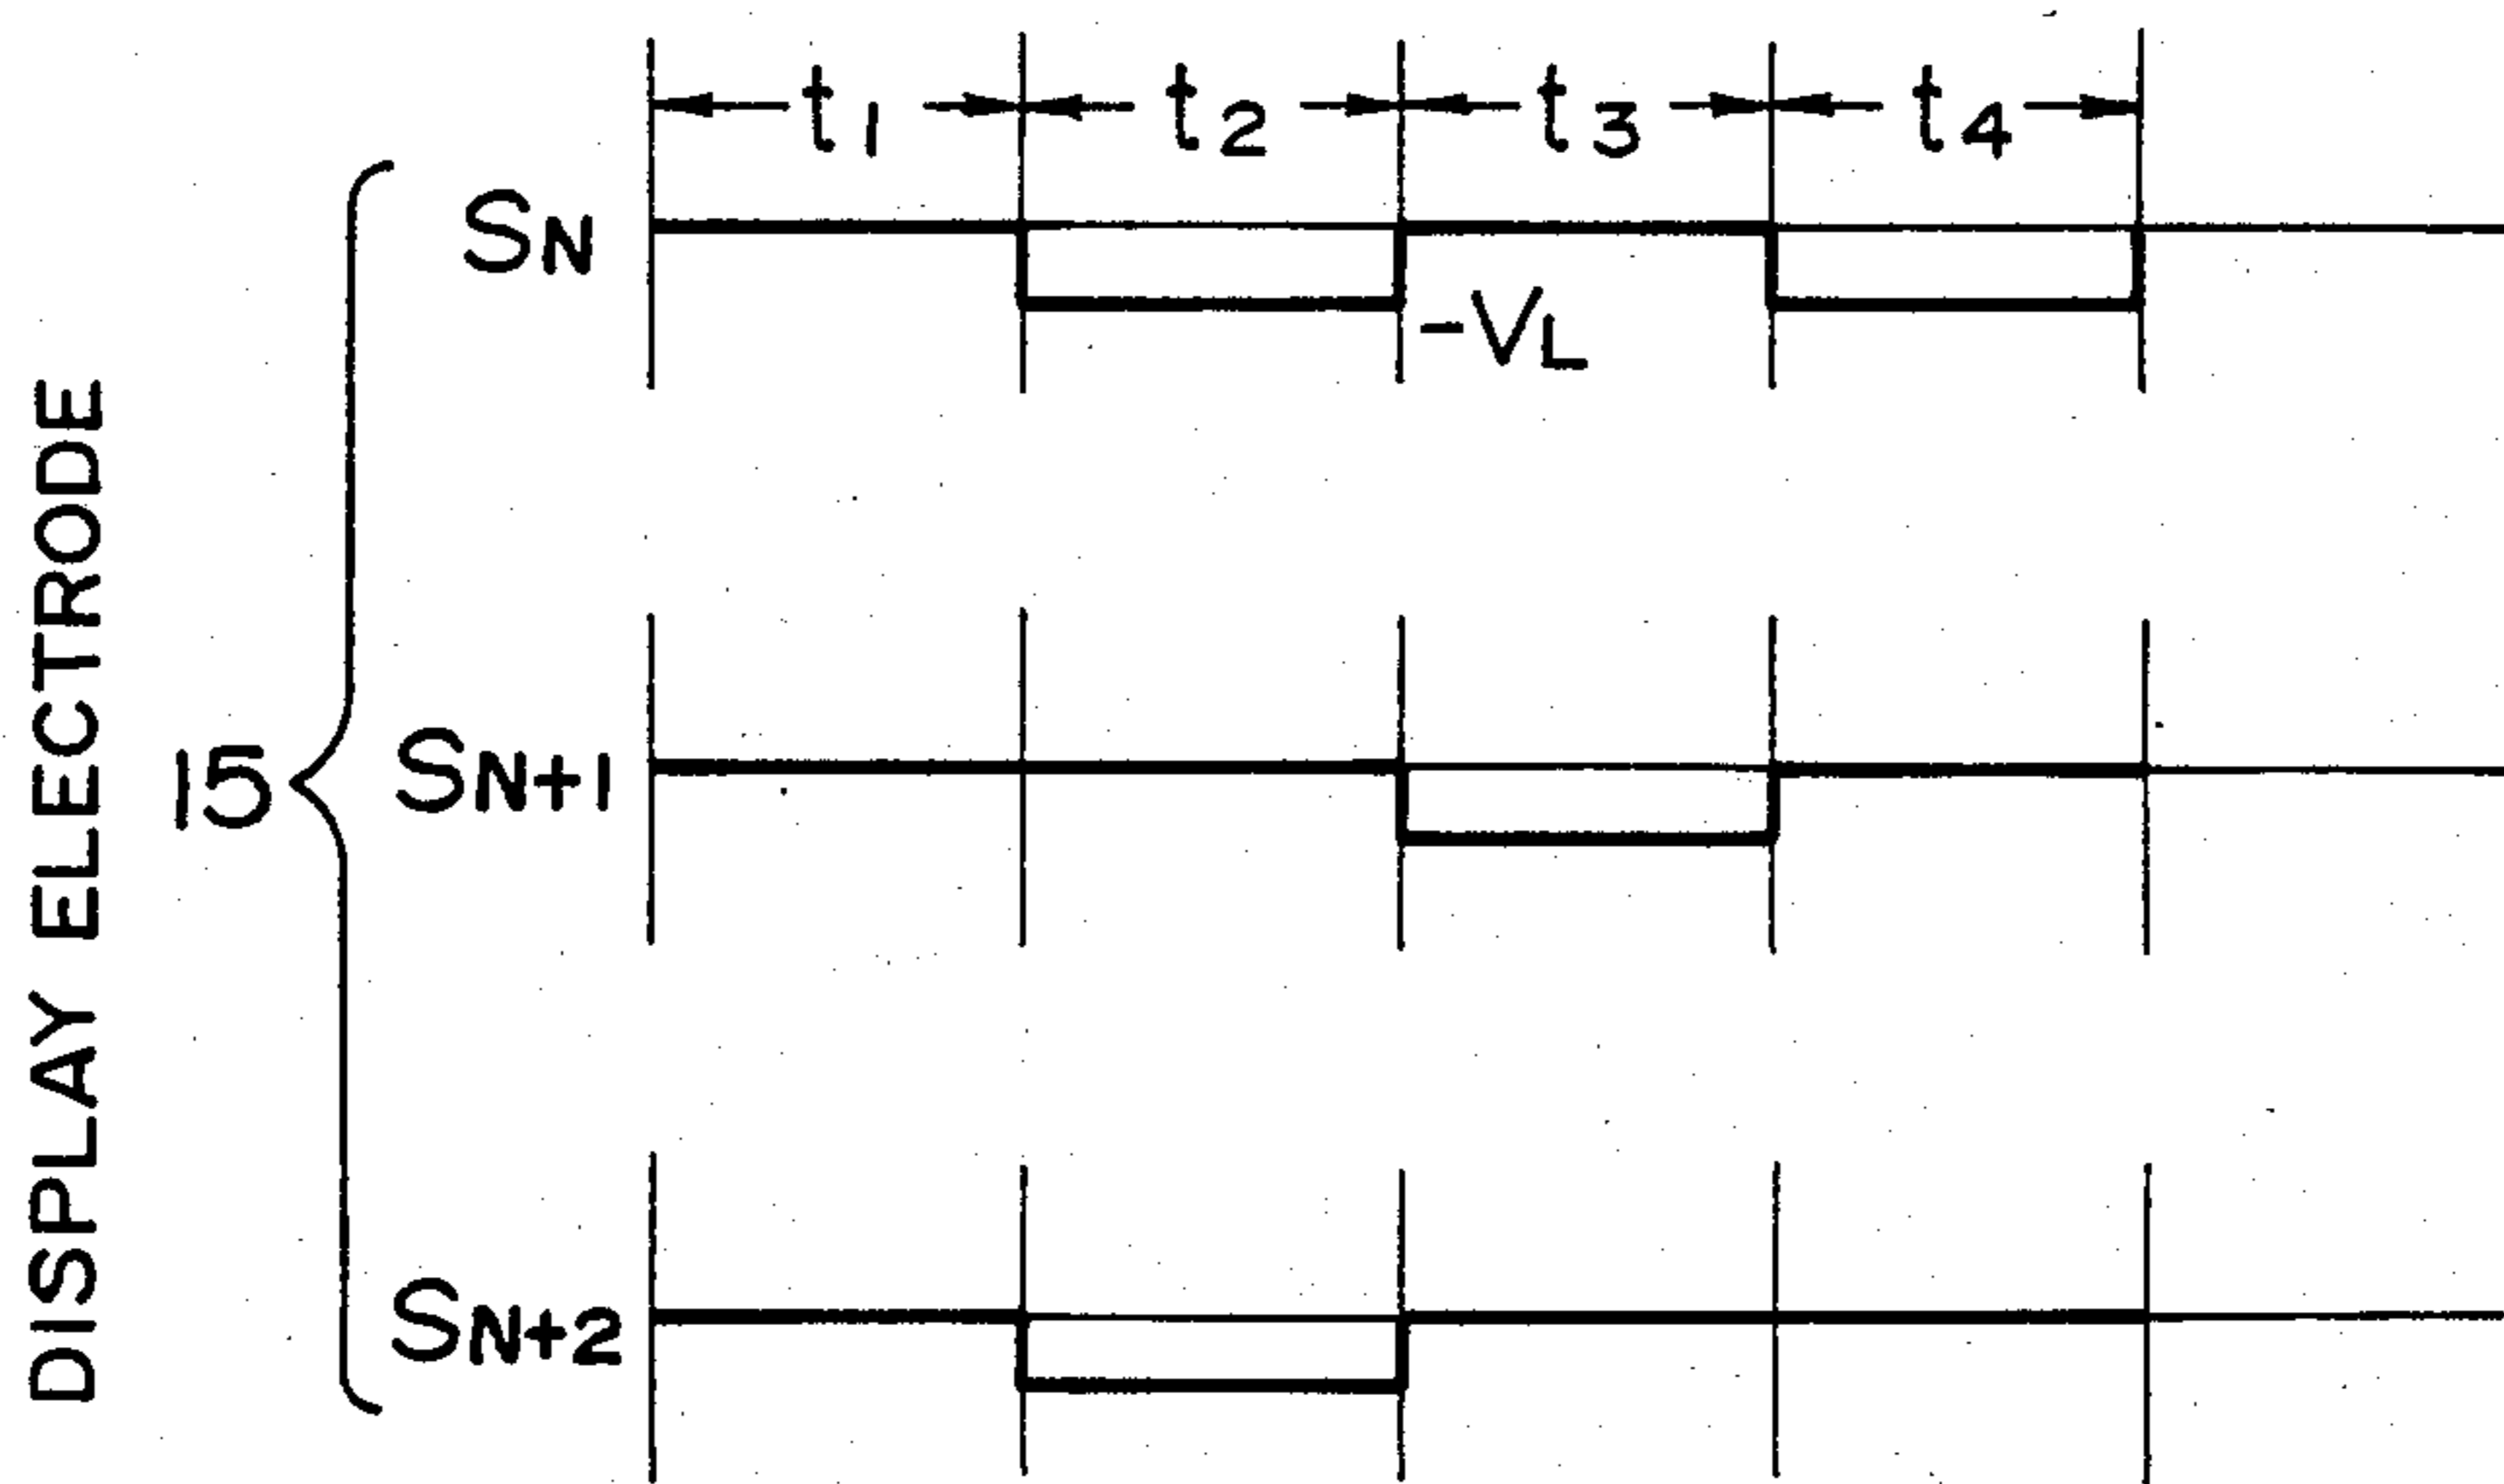 t1 t2 t3 t4
SN
-VL
DISPLAY ELECTRODE
15
SN+1
SN+2